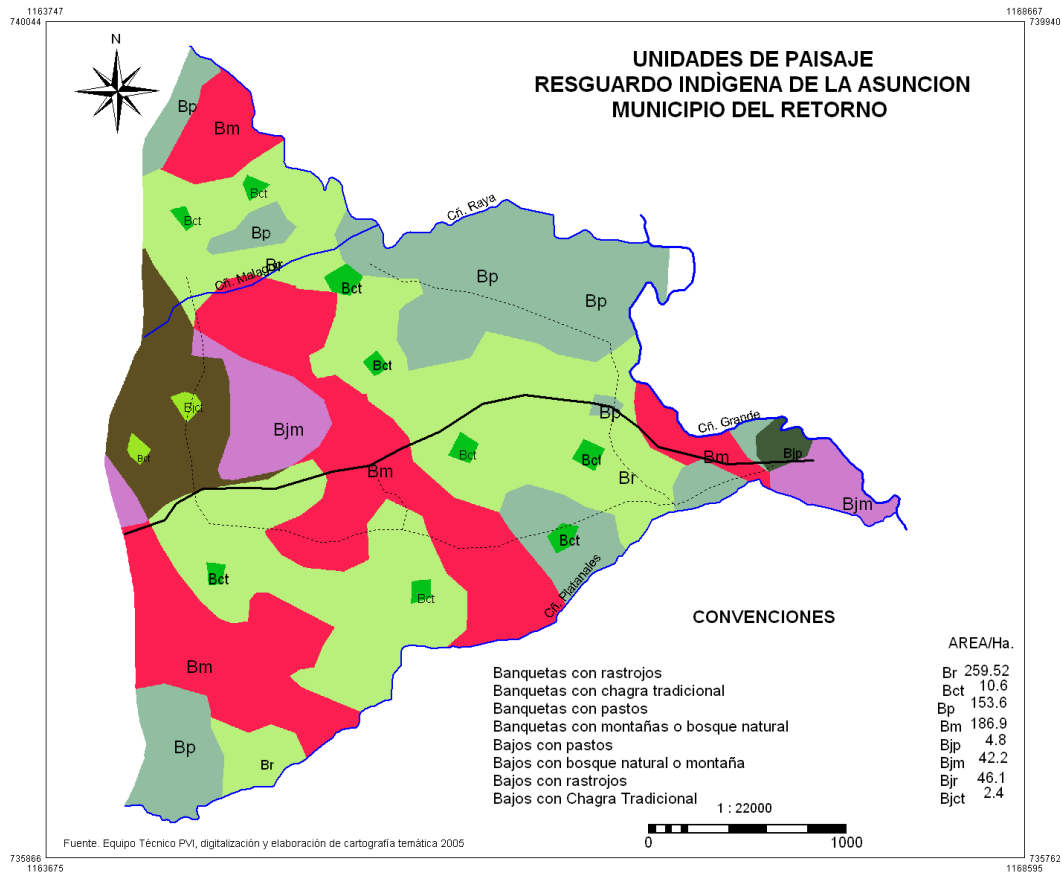 1163747
1168667
740044
739940
N
UNIDADES DE PAISAJE
RESGUARDO INDÌGENA DE LA ASUNCION
MUNICIPIO DEL RETORNO
Bp
Bm
Bct
Bct
Bp
Cñ. Raya
Br
Cñ. Malagón
Bct
Bp
Bp
Bct
Bjct
Bjm
Bct
Bp
Cñ. Grande
Bct
Bct
Bm
Br
Bm
Bjp
Bjm
Bct
Bct
Bct
Cñ. Platanales
Bm
Bp
Br
CONVENCIONES
AREA/Ha.
Banquetas con rastrojos Br 259.52
Banquetas con chagra tradicional Bct 10.6
Banquetas con pastos Bp 153.6
Banquetas con montañas o bosque natural Bm 186.9
Bajos con pastos Bjp 4.8
Bajos con bosque natural o montaña Bjm 42.2
Bajos con rastrojos Bjr 46.1
Bajos con Chagra Tradicional Bjct 2.4
1 : 22000
0 1000
Fuente. Equipo Tècnico PVI, digitalización y elaboración de cartografía temática 2005
735866
735762
1163675
1168595